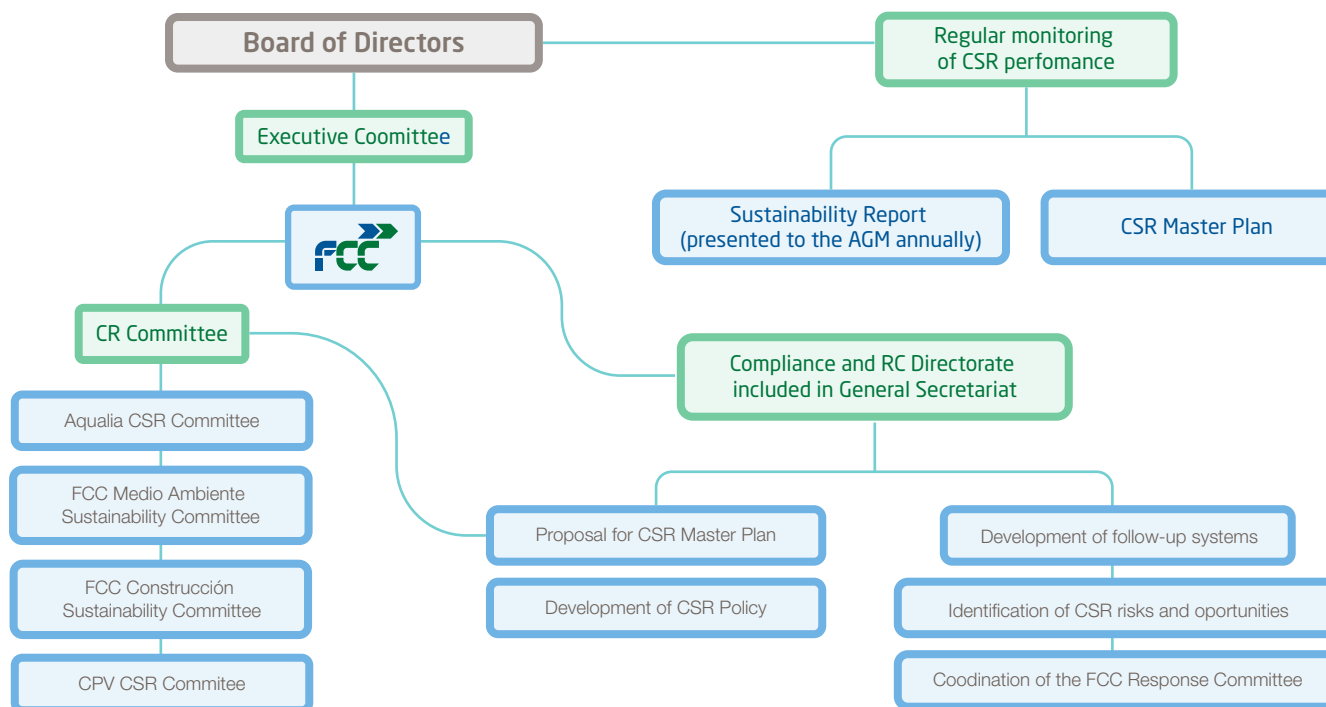 Board of Directors
Regular monitoring
of CSR perfomance
Executive Coomittee
Sustainability Report
(presented to the AGM annually)
CSR Master Plan
FCC
CR Committee
Compliance and RC Directorate
included in General Secretariat
Aqualia CSR Committee
FCC Medio Ambiente
Sustainability Committee
Proposal for CSR Master Plan
Development of follow-up systems
FCC Construcción
Sustainability Committee
Development of CSR Policy
Identification of CSR risks and oportunities
CPV CSR Commitee
Coodination of the FCC Response Committee